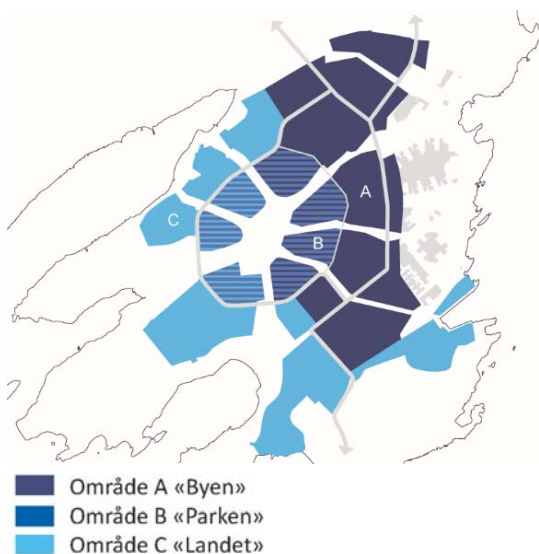 A
C
B
Område A «Byen»
Område B «Parken»
Område C «Landet»